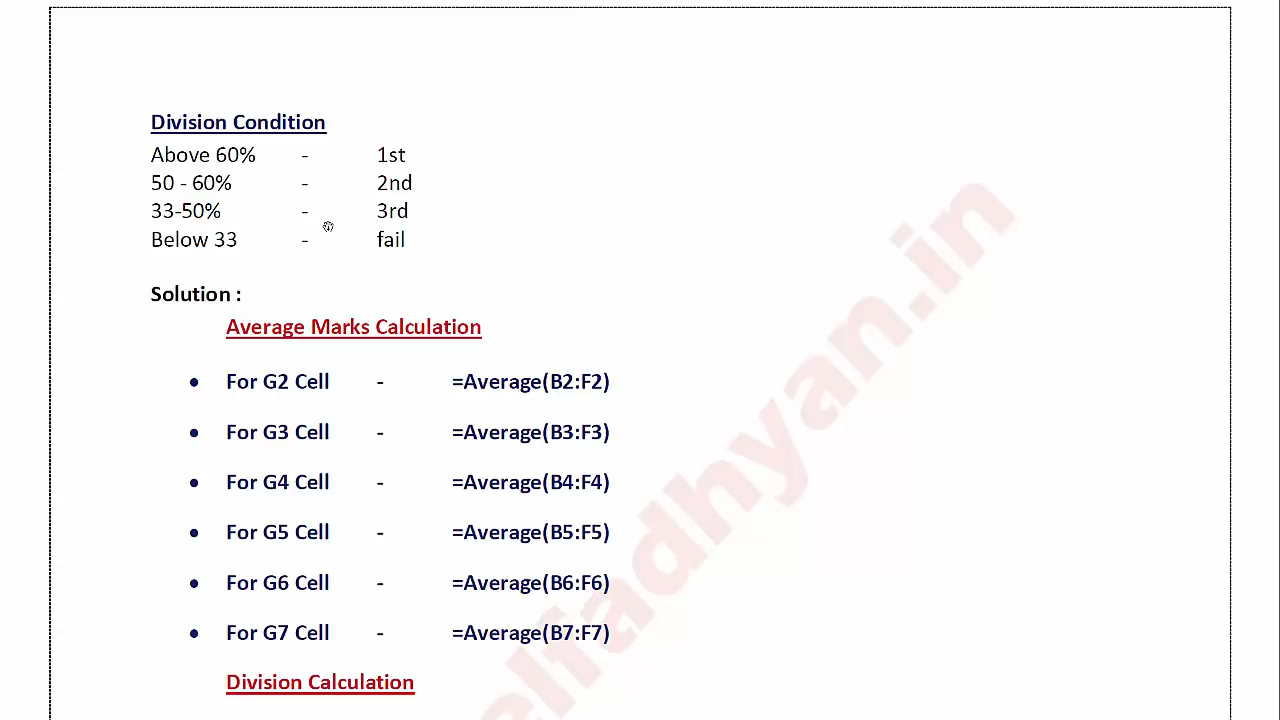 Division Condition
Above 60% - 1st
50 - 60% - 2nd
33-50% - 3rd
Below 33 - fail
Solution :
Average Marks Calculation
• For G2 Cell - =Average(B2:F2)
• For G3 Cell - =Average(B3:F3)
• For G4 Cell - =Average(B4:F4)
• For G5 Cell - =Average(B5:F5)
• For G6 Cell - =Average(B6:F6)
• For G7 Cell - =Average(B7:F7)
Division Calculation